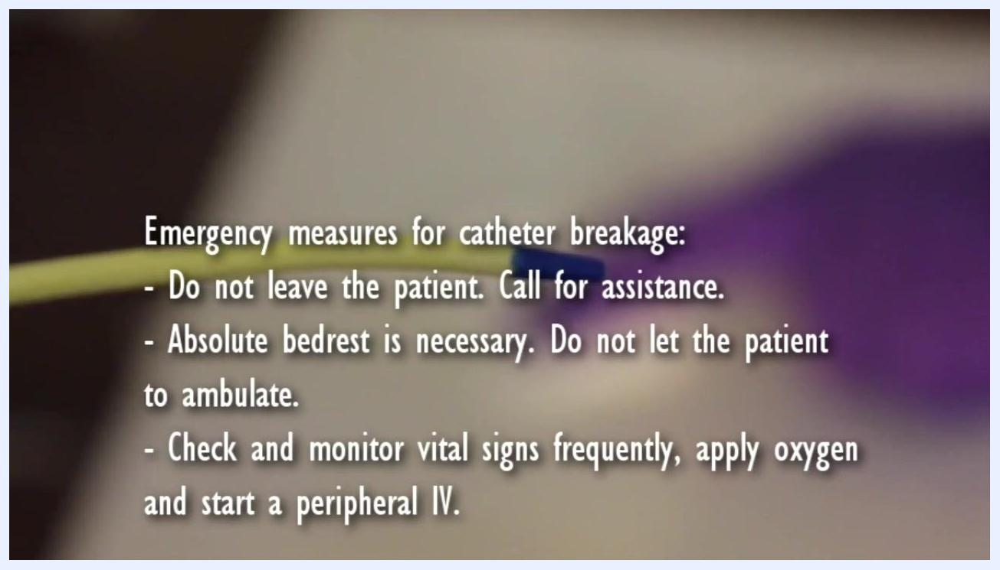 Emergency measures for catheter breakage:
- Do not leave the patient. Call for assistance.
- Absolute bedrest is necessary. Do not let the patient
to ambulate.
- Check and monitor vital signs frequently, apply oxygen
and start a peripheral IV.